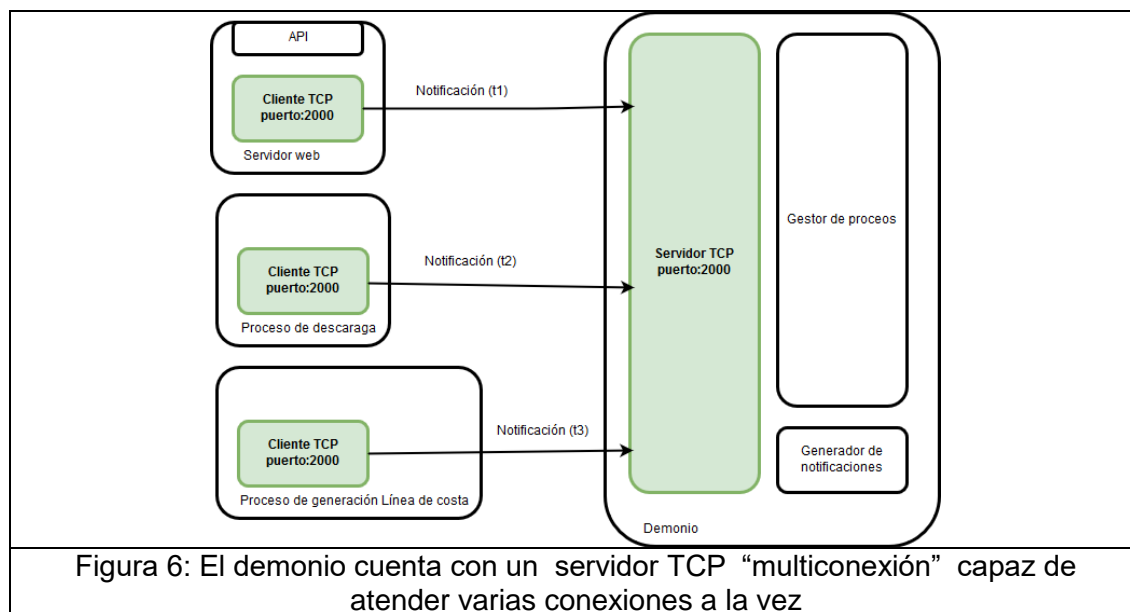 API
Cliente TCP
puerto:2000
Servidor web
Notificación (t1)
Cliente TCP
puerto:2000
Proceso de descaraga
Notificación (t2)
Cliente TCP
puerto:2000
Proceso de generación Línea de costa
Notificación (t3)
Servidor TCP
puerto:2000
Gestor de proceos
Generador de
notificaciones
Demonio
Figura 6: El demonio cuenta con un servidor TCP “multiconexión” capaz de
atender varias conexiones a la vez